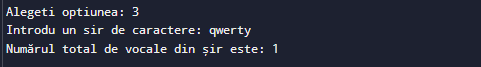 Alegeti optiunea: 3
Introdu un sir de caractere: qwerty
Numărul total de vocale din șir este: 1